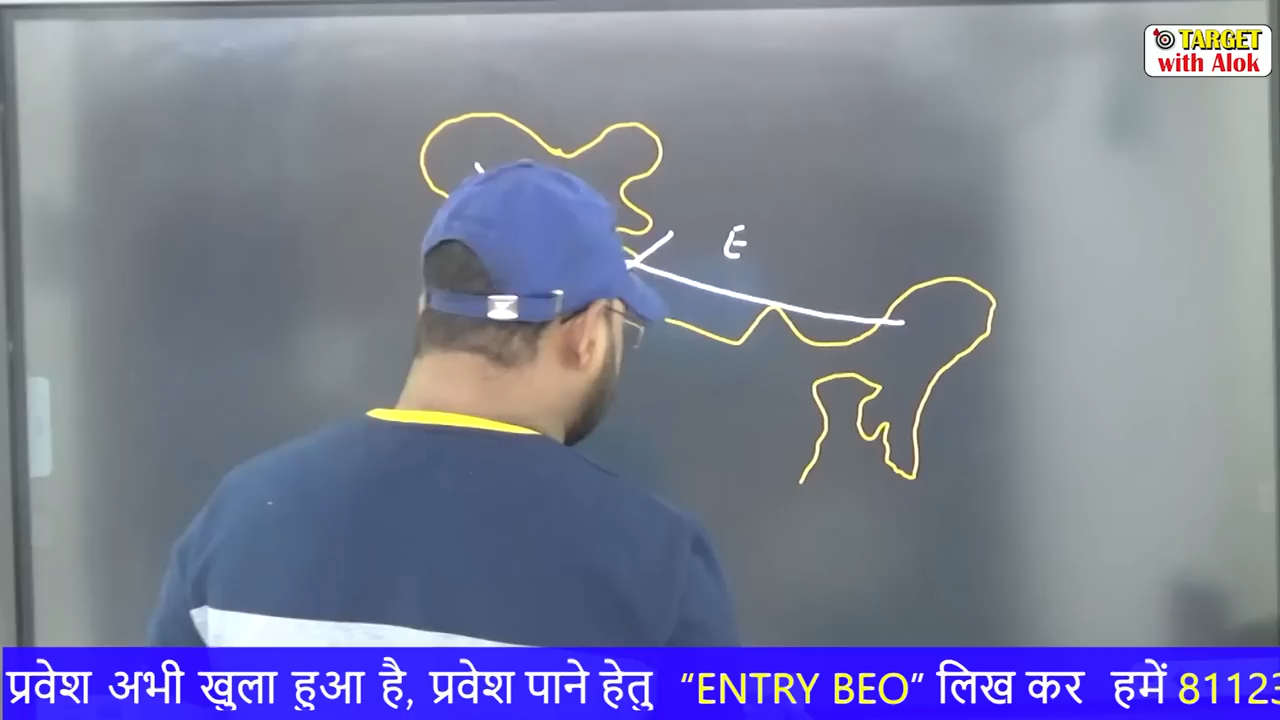 TARGET
with Alok
E
प्रवेश अभी खुला हुआ है, प्रवेश पाने हेतु “ENTRY BEO” लिख कर हमें 81123